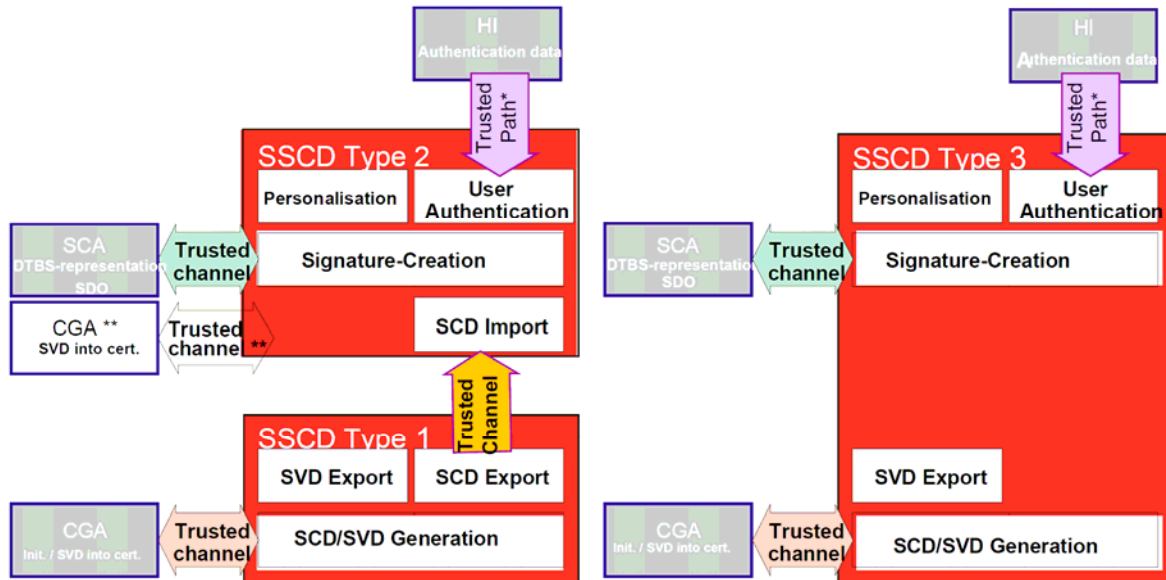 HI
Authentication data
Trusted
Path*
SSCD Type 2
Personalisation
User
Authentication
SCA
DTBS-representation
SDO
Trusted
channel
Signature-Creation
CGA **
SVD into cert.
Trusted
channel **
SCD Import
Trusted
Channel
SSCD Type 1
SVD Export
SCD Export
CGA
Init. / SVD into cert.
Trusted
channel
SCD/SVD Generation
HI
Authentication data
Trusted
Path*
SSCD Type 3
Personalisation
User
Authentication
SCA
DTBS-representation
SDO
Trusted
channel
Signature-Creation
SVD Export
CGA
Init. / SVD into cert.
Trusted
channel
SCD/SVD Generation